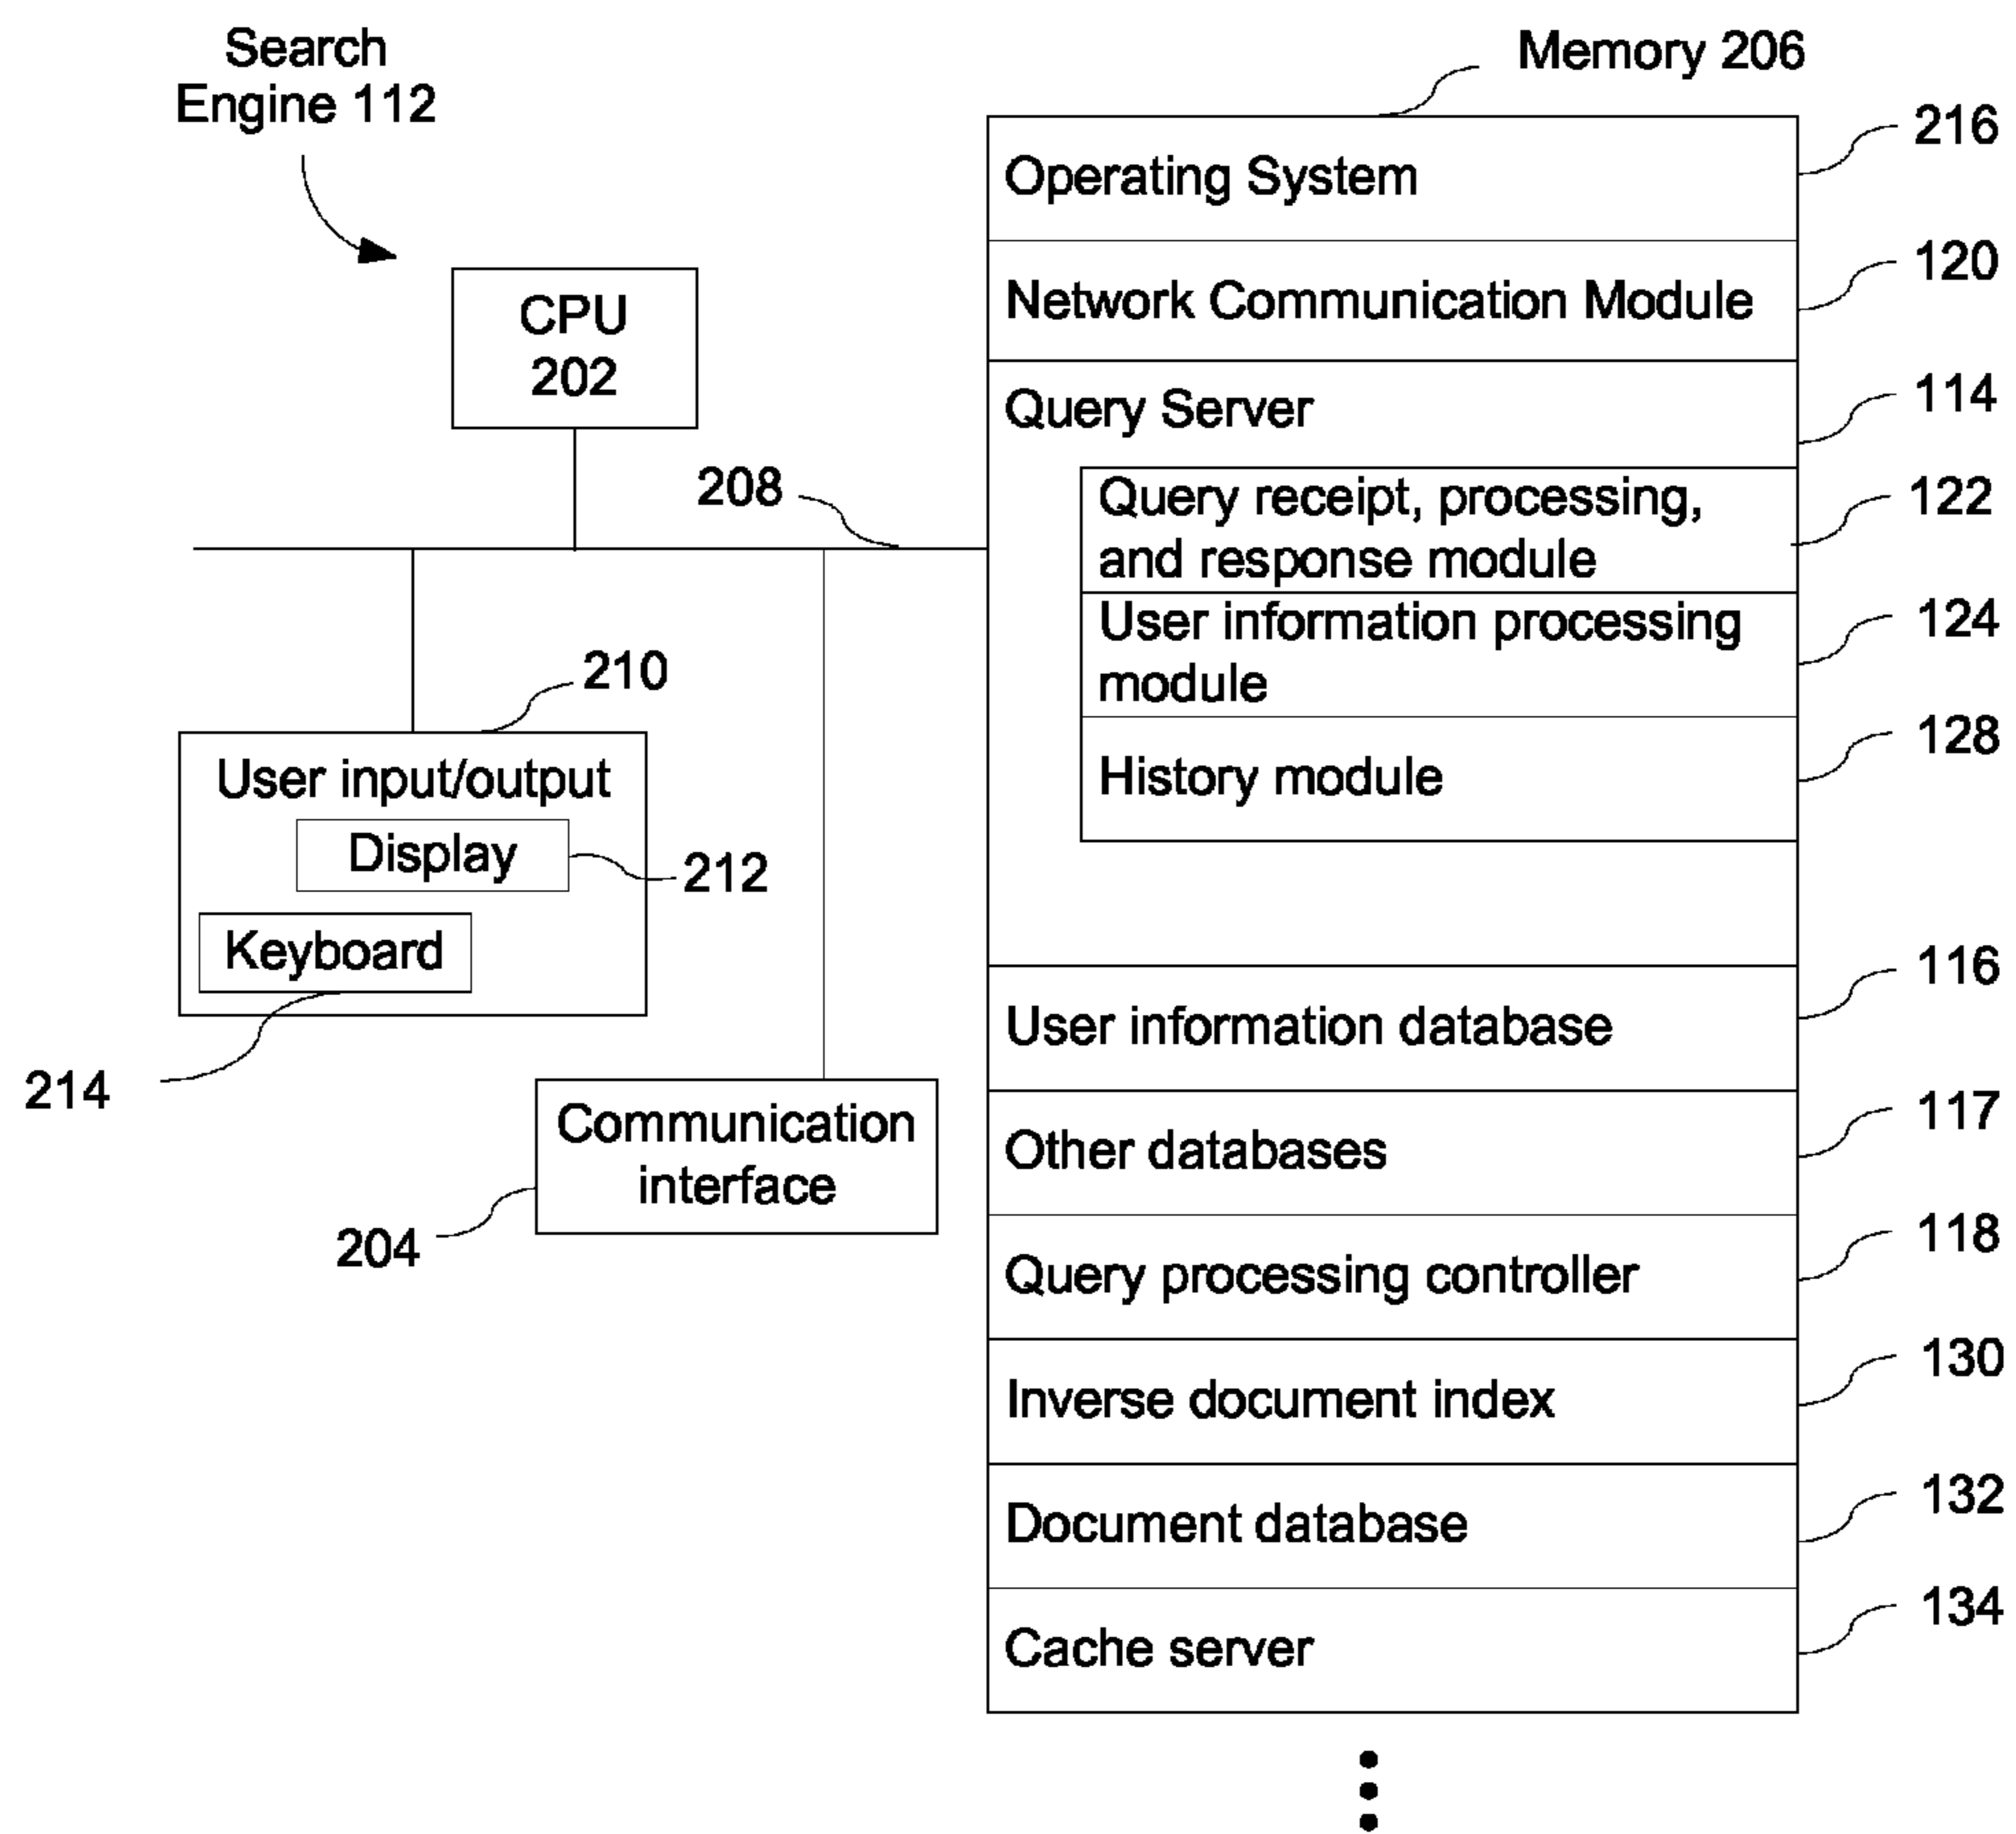 Search
Engine 112
Memory 206
Operating System
216
Network Communication Module
120
CPU
202
Query Server
114
208
Query receipt, processing,
and response module
122
User information processing
module
124
History module
128
210
User input/output
Display
212
Keyboard
214
Communication
interface
204
User information database
116
Other databases
117
Query processing controller
118
Inverse document index
130
Document database
132
Cache server
134